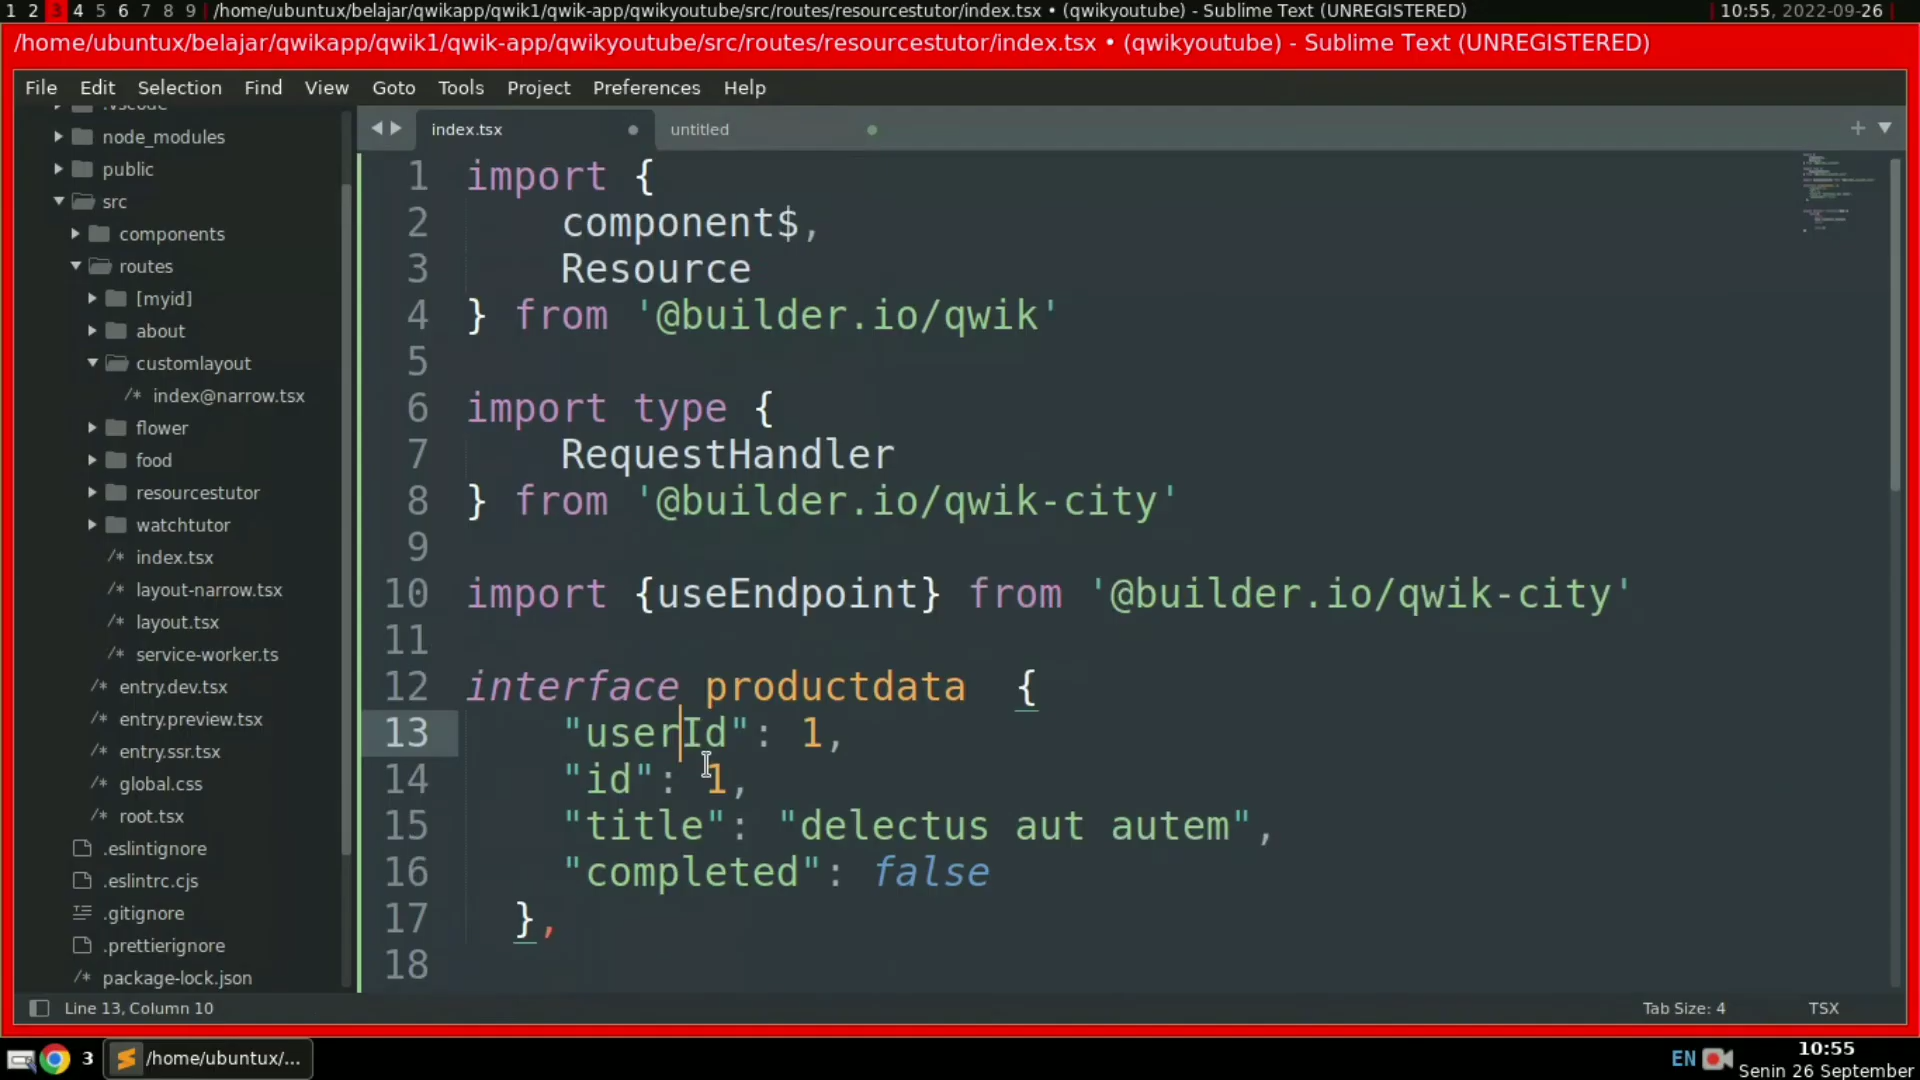 1 2 3 4 5 6 7 8 9 /home/ubuntux/belajar/qwikapp/qwik1/qwik-app/qwikyoutube/src/routes/resourcestutor/index.tsx • (qwikyoutube) - Sublime Text (UNREGISTERED) 10:55, 2022-09-26
/home/ubuntux/belajar/qwikapp/qwik1/qwik-app/qwikyoutube/src/routes/resourcestutor/index.tsx • (qwikyoutube) - Sublime Text (UNREGISTERED)
File Edit Selection Find View Goto Tools Project Preferences Help
.vscode
node_modules
public
src
components
routes
[myid]
about
customlayout
/* index@narrow.tsx
flower
food
resourcestutor
watchtutor
/* index.tsx
/* layout-narrow.tsx
/* layout.tsx
/* service-worker.ts
/* entry.dev.tsx
/* entry.preview.tsx
/* entry.ssr.tsx
/* global.css
/* root.tsx
.eslintignore
.eslintrc.cjs
.gitignore
.prettierignore
/* package-lock.json
index.tsx untitled
1 import {
2 component$,
3 Resource
4 } from '@builder.io/qwik'
5
6 import type {
7 RequestHandler
8 } from '@builder.io/qwik-city'
9
10 import {useEndpoint} from '@builder.io/qwik-city'
11
12 interface productdata {
13 "userId": 1,
14 "id": 1,
15 "title": "delectus aut autem",
16 "completed": false
17 },
18
Line 13, Column 10 Tab Size: 4 TSX
3 /home/ubuntux/... EN 10:55
Senin 26 September